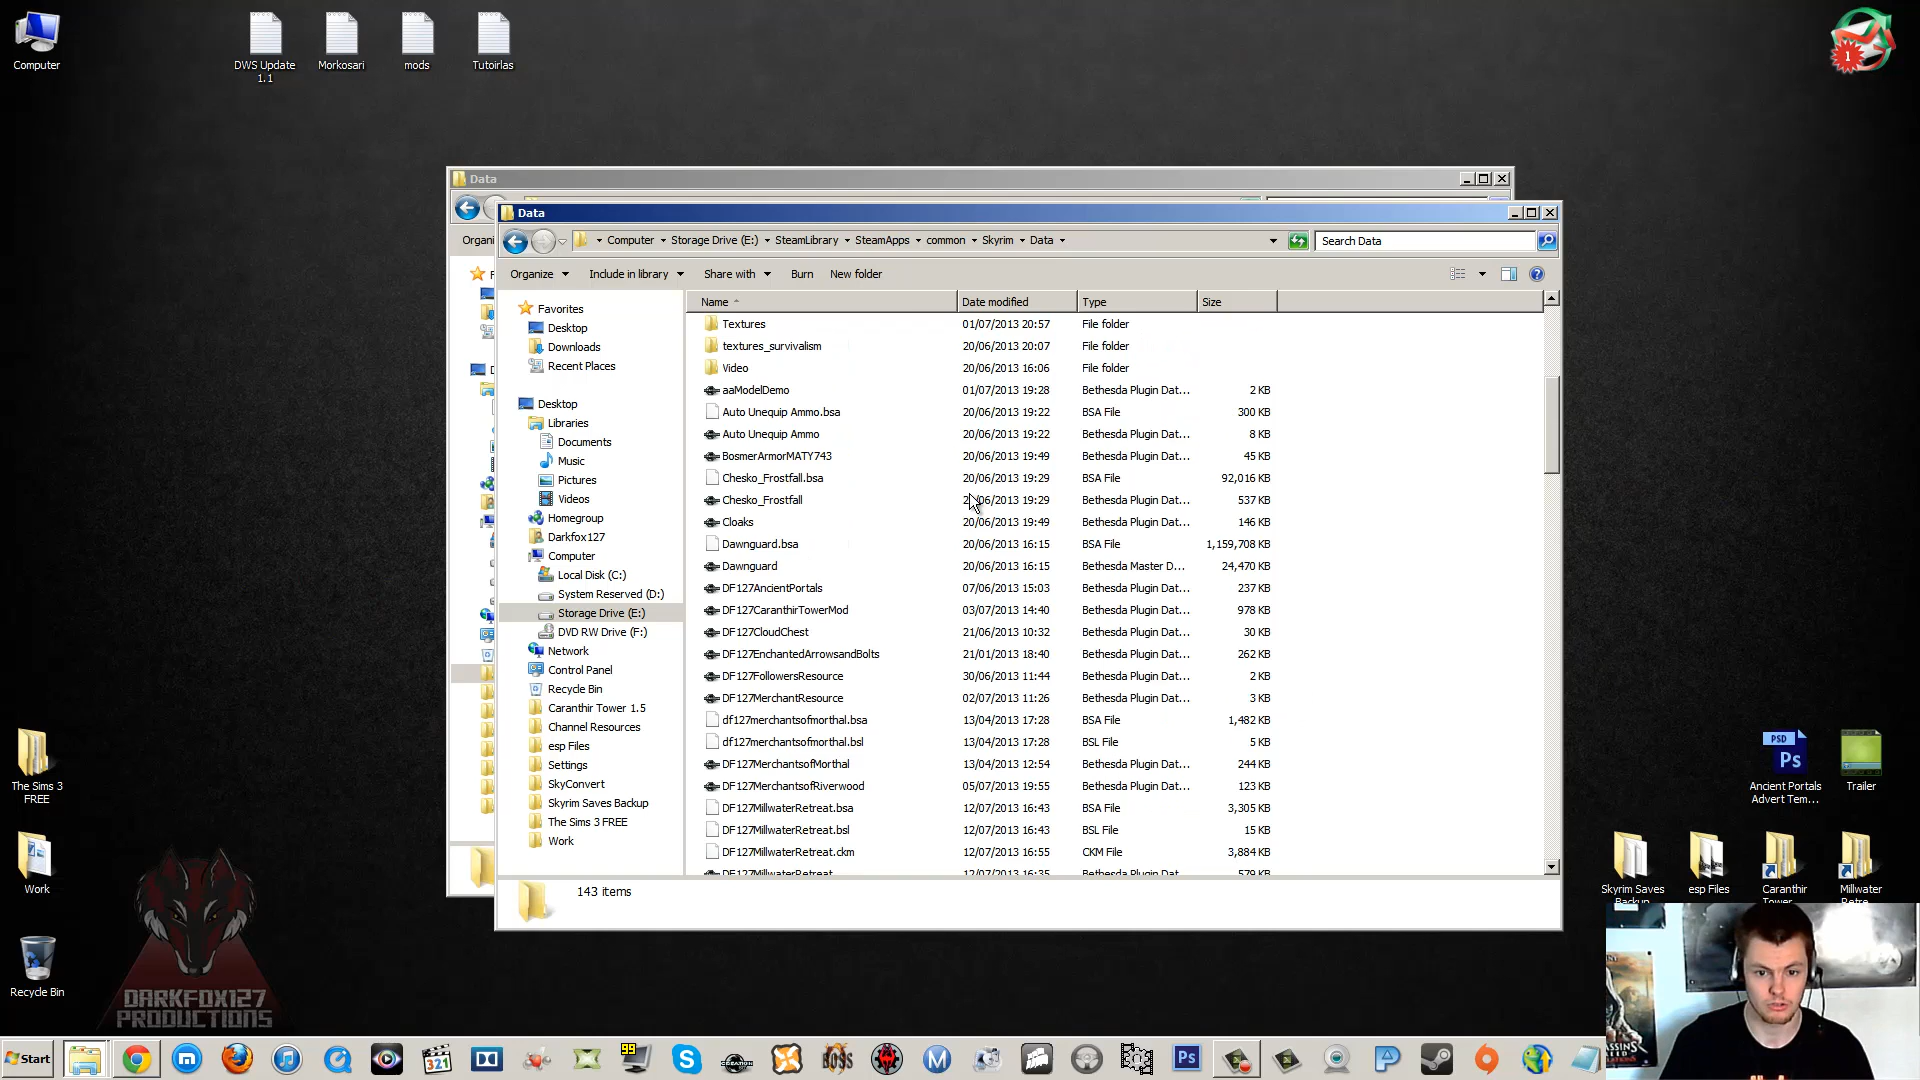 Computer
DWS Update
1.1
Morkosari
mods
Tutoirlas
1
Data
Organi
Data
Computer
Storage Drive (E:)
SteamLibrary
SteamApps
common
Skyrim
Data
Search Data
Organize
Include in library
Share with
Burn
New folder
Name
Date modified
Type
Size
Favorites
Desktop
Downloads
Recent Places
Desktop
Libraries
Documents
Music
Pictures
Videos
Homegroup
Darkfox127
Computer
Local Disk (C:)
System Reserved (D:)
Storage Drive (E:)
DVD RW Drive (F:)
Network
Control Panel
Recycle Bin
Caranthir Tower 1.5
Channel Resources
esp Files
Settings
SkyConvert
Skyrim Saves Backup
The Sims 3 FREE
Work
Textures 01/07/2013 20:57 File folder
textures_survivalism 20/06/2013 20:07 File folder
Video 20/06/2013 16:06 File folder
aaModelDemo 01/07/2013 19:28 Bethesda Plugin Dat... 2 KB
Auto Unequip Ammo.bsa 20/06/2013 19:22 BSA File 300 KB
Auto Unequip Ammo 20/06/2013 19:22 Bethesda Plugin Dat... 8 KB
BosmerArmorMATY743 20/06/2013 19:49 Bethesda Plugin Dat... 45 KB
Chesko_Frostfall.bsa 20/06/2013 19:29 BSA File 92,016 KB
Chesko_Frostfall 20/06/2013 19:29 Bethesda Plugin Dat... 537 KB
Cloaks 20/06/2013 19:49 Bethesda Plugin Dat... 146 KB
Dawnguard.bsa 20/06/2013 16:15 BSA File 1,159,708 KB
Dawnguard 20/06/2013 16:15 Bethesda Master D... 24,470 KB
DF127AncientPortals 07/06/2013 15:03 Bethesda Plugin Dat... 237 KB
DF127CaranthirTowerMod 03/07/2013 14:40 Bethesda Plugin Dat... 978 KB
DF127CloudChest 21/06/2013 10:32 Bethesda Plugin Dat... 30 KB
DF127EnchantedArrowsandBolts 21/01/2013 18:40 Bethesda Plugin Dat... 262 KB
DF127FollowersResource 30/06/2013 11:44 Bethesda Plugin Dat... 2 KB
DF127MerchantResource 02/07/2013 11:26 Bethesda Plugin Dat... 3 KB
df127merchantsofmorthal.bsa 13/04/2013 17:28 BSA File 1,482 KB
df127merchantsofmorthal.bsl 13/04/2013 17:28 BSL File 5 KB
DF127MerchantsofMorthal 13/04/2013 12:54 Bethesda Plugin Dat... 244 KB
DF127MerchantsofRiverwood 05/07/2013 19:55 Bethesda Plugin Dat... 123 KB
DF127MillwaterRetreat.bsa 12/07/2013 16:43 BSA File 3,305 KB
DF127MillwaterRetreat.bsl 12/07/2013 16:43 BSL File 15 KB
DF127MillwaterRetreat.ckm 12/07/2013 16:55 CKM File 3,884 KB
DF127MillwaterRetreat 12/07/2013 16:35 Bethesda Plugin Dat... 579 KB
143 items
The Sims 3
FREE
Work
Recycle Bin
DARKFOX127
PRODUCTIONS
PSD
Ps
Ancient Portals
Advert Tem...
Trailer
Skyrim Saves
Backup
esp Files
Caranthir
Tower
Millwater
Retre...
Start
321
99
BOSS
Ps